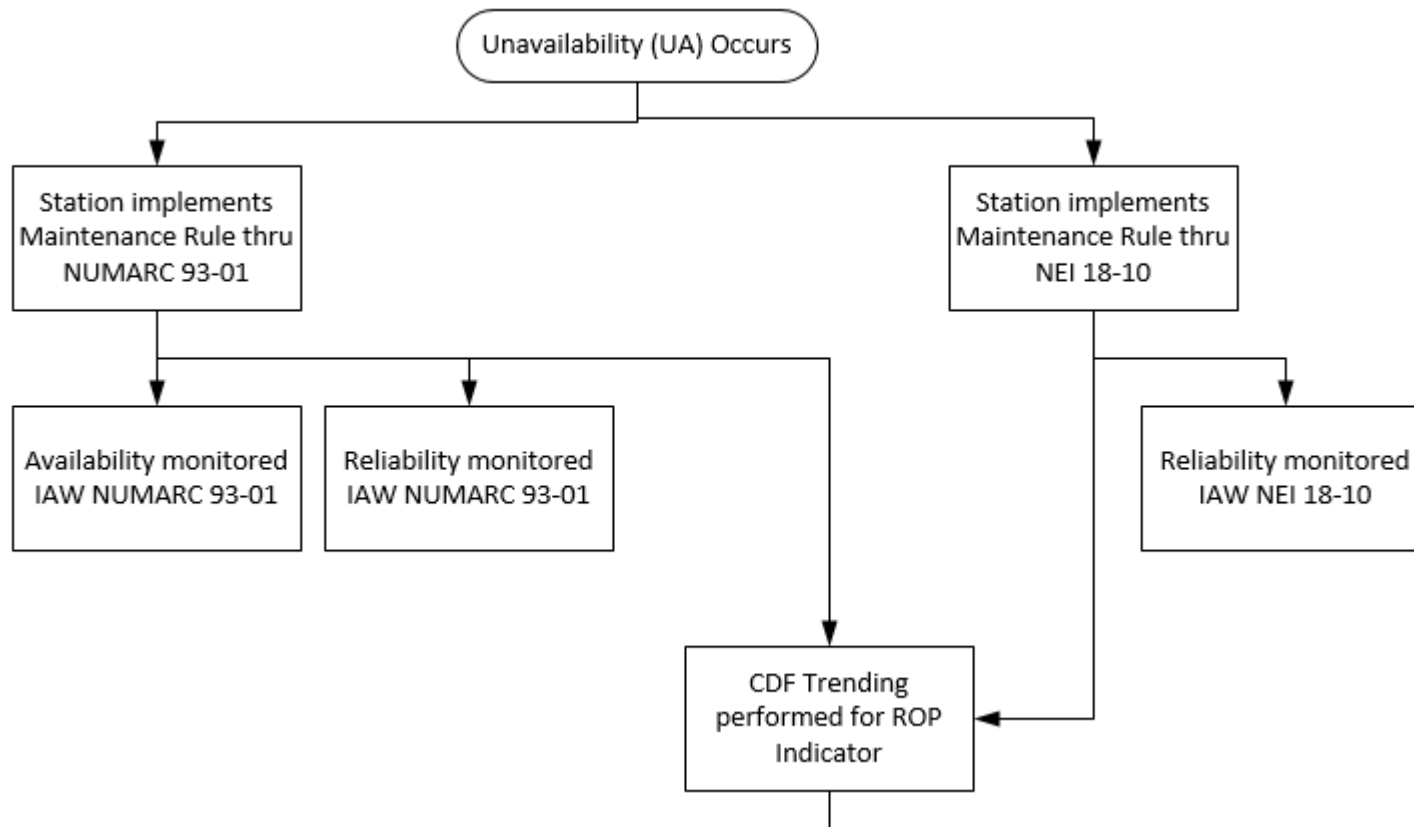 Unavailability (UA) Occurs
Station implements
Maintenance Rule thru
NUMARC 93-01
Station implements
Maintenance Rule thru
NEI 18-10
Availability monitored
IAW NUMARC 93-01
Reliability monitored
IAW NUMARC 93-01
Reliability monitored
IAW NEI 18-10
CDF Trending
performed for ROP
Indicator